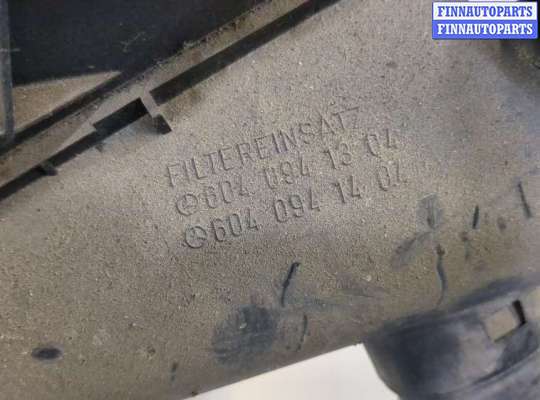 FINNAUTOPARTS
FINNAUTOPARTS
FILTEREINSATZ
604 094 13 04
604 094 14 04